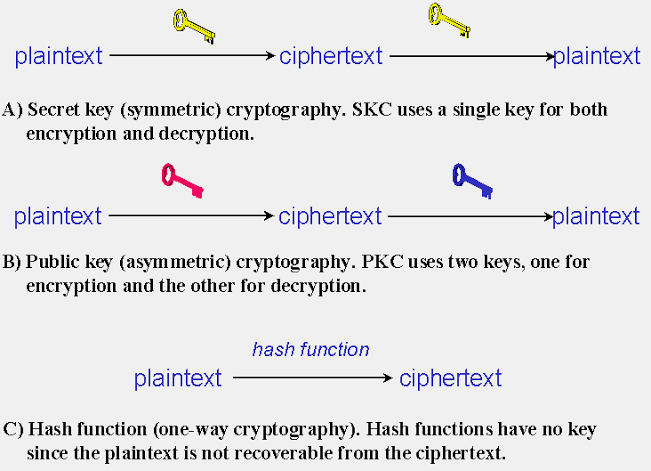 plaintext ciphertext plaintext
A) Secret key (symmetric) cryptography. SKC uses a single key for both
encryption and decryption.
plaintext ciphertext plaintext
B) Public key (asymmetric) cryptography. PKC uses two keys, one for
encryption and the other for decryption.
hash function
plaintext ciphertext
C) Hash function (one-way cryptography). Hash functions have no key
since the plaintext is not recoverable from the ciphertext.